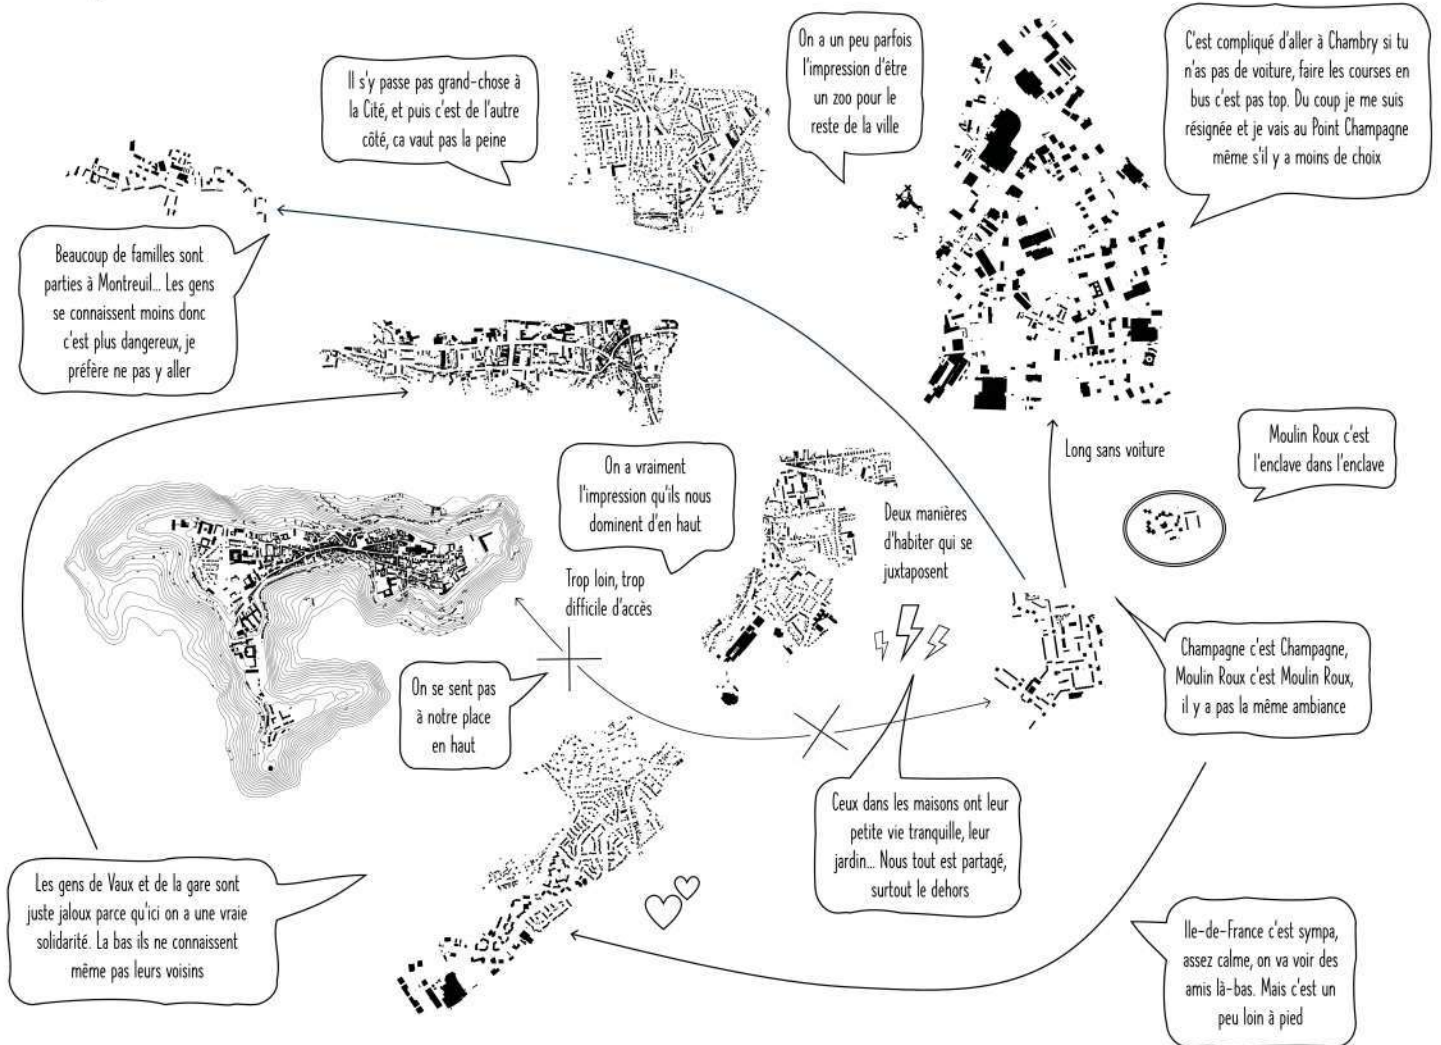 Il s'y passe pas grand-chose à
la Cité, et puis c'est de l'autre
côté, ca vaut pas la peine
On a un peu parfois
l'impression d'être
un zoo pour le
reste de la ville
C'est compliqué d'aller à Chambry si tu
n'as pas de voiture, faire les courses en
bus c'est pas top. Du coup je me suis
résignée et je vais au Point Champagne
même s'il y a moins de choix
Beaucoup de familles sont
parties à Montreuil... Les gens
se connaissent moins donc
c'est plus dangereux, je
préfère ne pas y aller
Long sans voiture
Moulin Roux c'est
l'enclave dans l'enclave
On a vraiment
l'impression qu'ils nous
dominent d'en haut
Deux manières
d'habiter qui se
juxtaposent
Trop loin, trop
difficile d'accès
On se sent pas
à notre place
en haut
Champagne c'est Champagne,
Moulin Roux c'est Moulin Roux,
il y a pas la même ambiance
Ceux dans les maisons ont leur
petite vie tranquille, leur
jardin... Nous tout est partagé,
surtout le dehors
Les gens de Vaux et de la gare sont
juste jaloux parce qu'ici on a une vraie
solidarité. La bas ils ne connaissent
même pas leurs voisins
Ile-de-France c'est sympa,
assez calme, on va voir des
amis là-bas. Mais c'est un
peu loin à pied